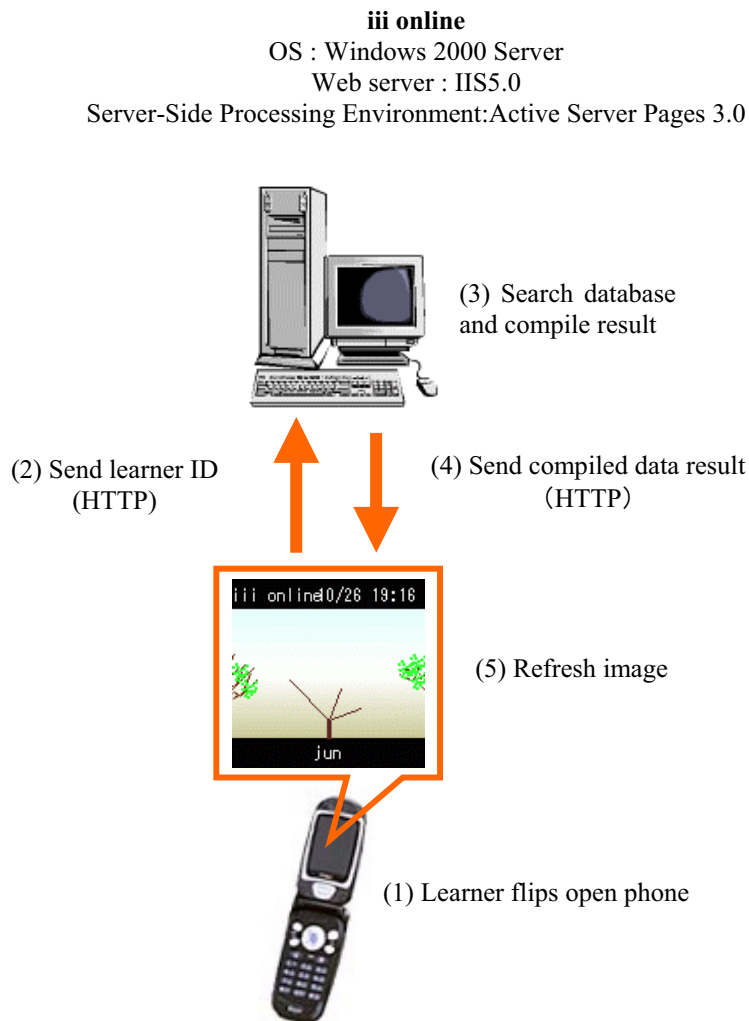 iii online
OS : Windows 2000 Server
Web server : IIS5.0
Server-Side Processing Environment:Active Server Pages 3.0
(3) Search database
and compile result
(2) Send learner ID
(HTTP)
(4) Send compiled data result
（HTTP）
iii online10/26 19:16
(5) Refresh image
jun
(1) Learner flips open phone